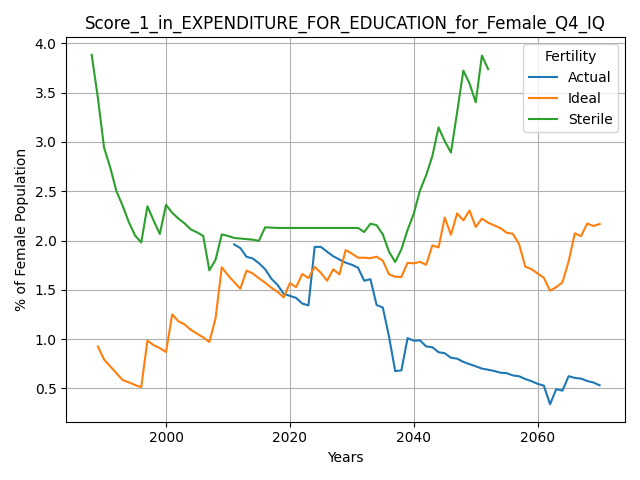 Score_1_in_EXPENDITURE_FOR_EDUCATION_for_Female_Q4_IQ
4.0
3.5
3.0
2.5
2.0
1.5
1.0
0.5
% of Female Population
Fertility
Actual
Ideal
Sterile
2000
2020
2040
2060
Years